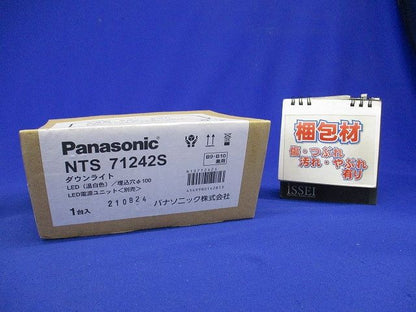 Panasonic
NTS 71242S
ダウンライト
LED（温白色）／埋込穴φ100
LED電源ユニット＜別売＞
1台入
210824
パナソニック株式会社
梱包材
傷・つぶれ
汚れ・やぶれ
有り
ISSEI